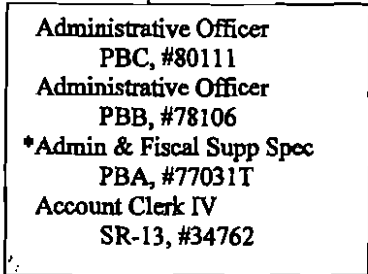 Administrative Officer
PBC, #80111
Administrative Officer
PBB, #78106
*Admin & Fiscal Supp Spec
PBA, #77031T
Account Clerk IV
SR-13, #34762